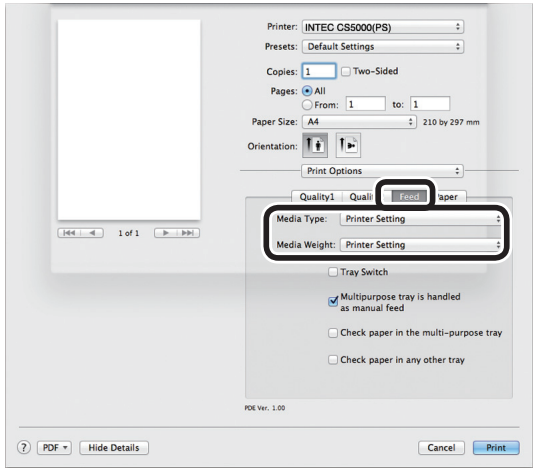 Printer: INTEC CS5000(PS)
Presets: Default Settings
Copies: 1 Two-Sided
Pages: All
From: 1 to: 1
Paper Size: A4 210 by 297 mm
Orientation:
Print Options
Quality1 Quali Feed Paper
Media Type: Printer Setting
1 of 1
Media Weight: Printer Setting
Tray Switch
Multipurpose tray is handled
as manual feed
Check paper in the multi-purpose tray
Check paper in any other tray
PDE Ver. 1.00
? PDF Hide Details Cancel Print